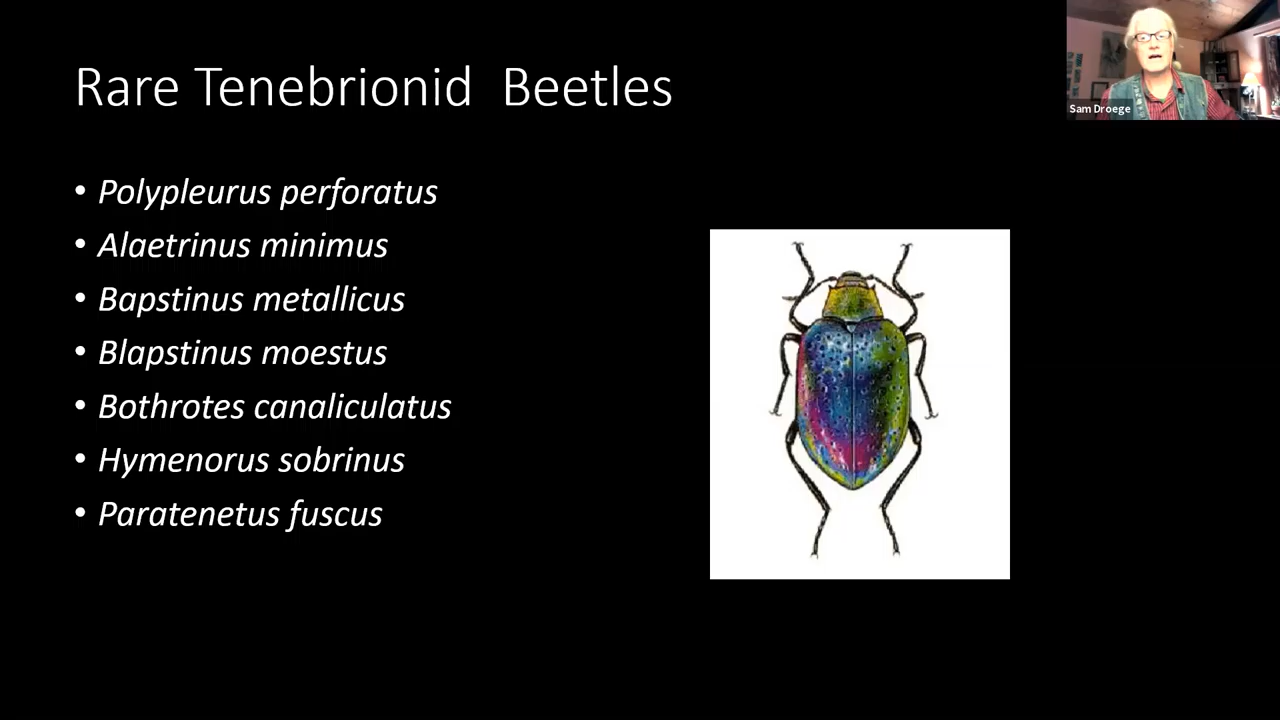 Rare Tenebrionid Beetles
Sam Droege
• Polypleurus perforatus
• Alaetrinus minimus
• Bapstinus metallicus
• Blapstinus moestus
• Bothrotes canaliculatus
• Hymenorus sobrinus
• Paratenetus fuscus